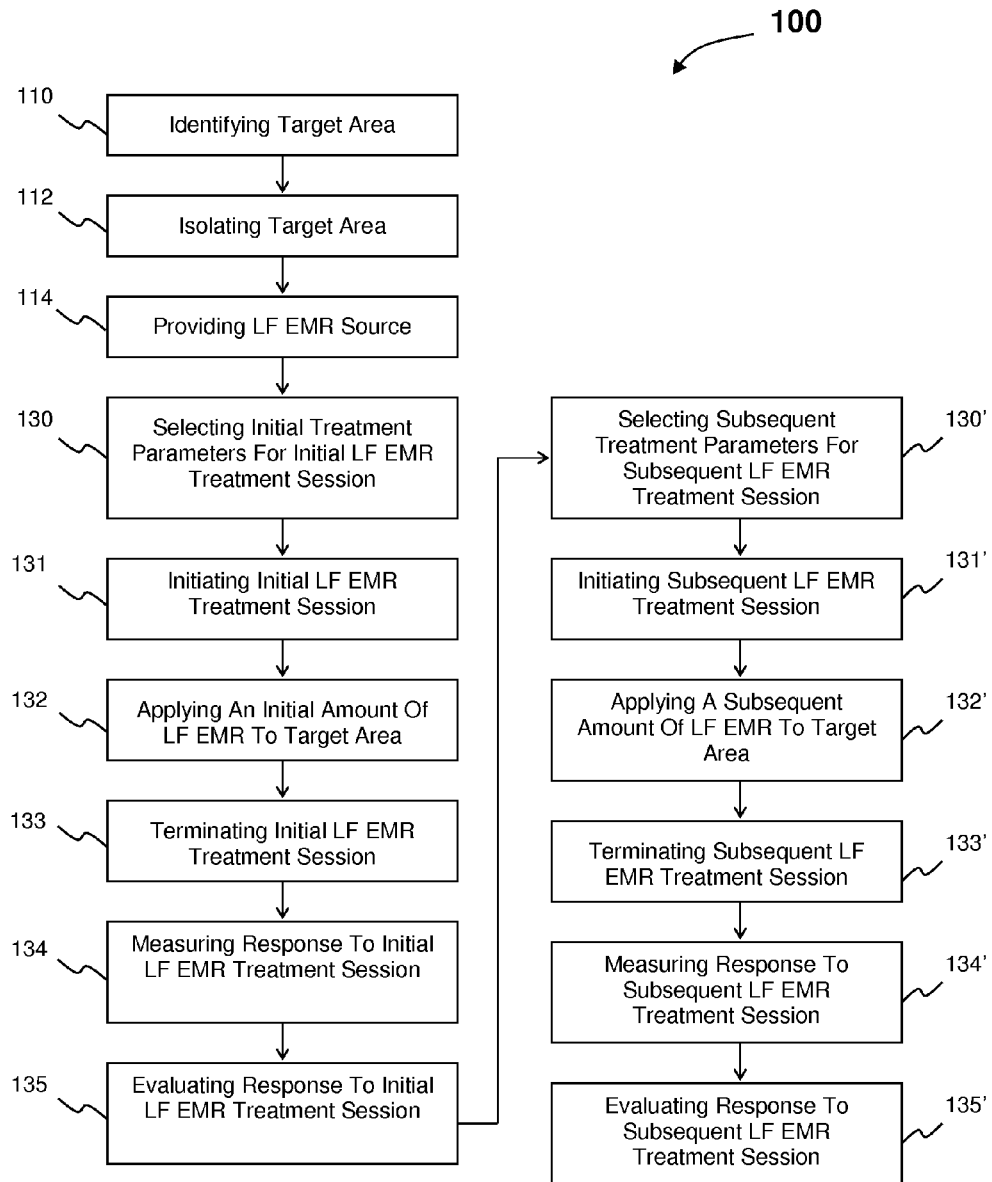 100
110
Identifying Target Area
112
Isolating Target Area
114
Providing LF EMR Source
130
Selecting Initial Treatment
Parameters For Initial LF EMR
Treatment Session
131
Initiating Initial LF EMR
Treatment Session
132
Applying An Initial Amount Of
LF EMR To Target Area
133
Terminating Initial LF EMR
Treatment Session
134
Measuring Response To Initial
LF EMR Treatment Session
135
Evaluating Response To Initial
LF EMR Treatment Session
Selecting Subsequent
Treatment Parameters For
Subsequent LF EMR
Treatment Session
130'
Initiating Subsequent LF EMR
Treatment Session
131'
Applying A Subsequent
Amount Of LF EMR To Target
Area
132'
Terminating Subsequent LF
EMR Treatment Session
133'
Measuring Response To
Subsequent LF EMR
Treatment Session
134'
Evaluating Response To
Subsequent LF EMR
Treatment Session
135'